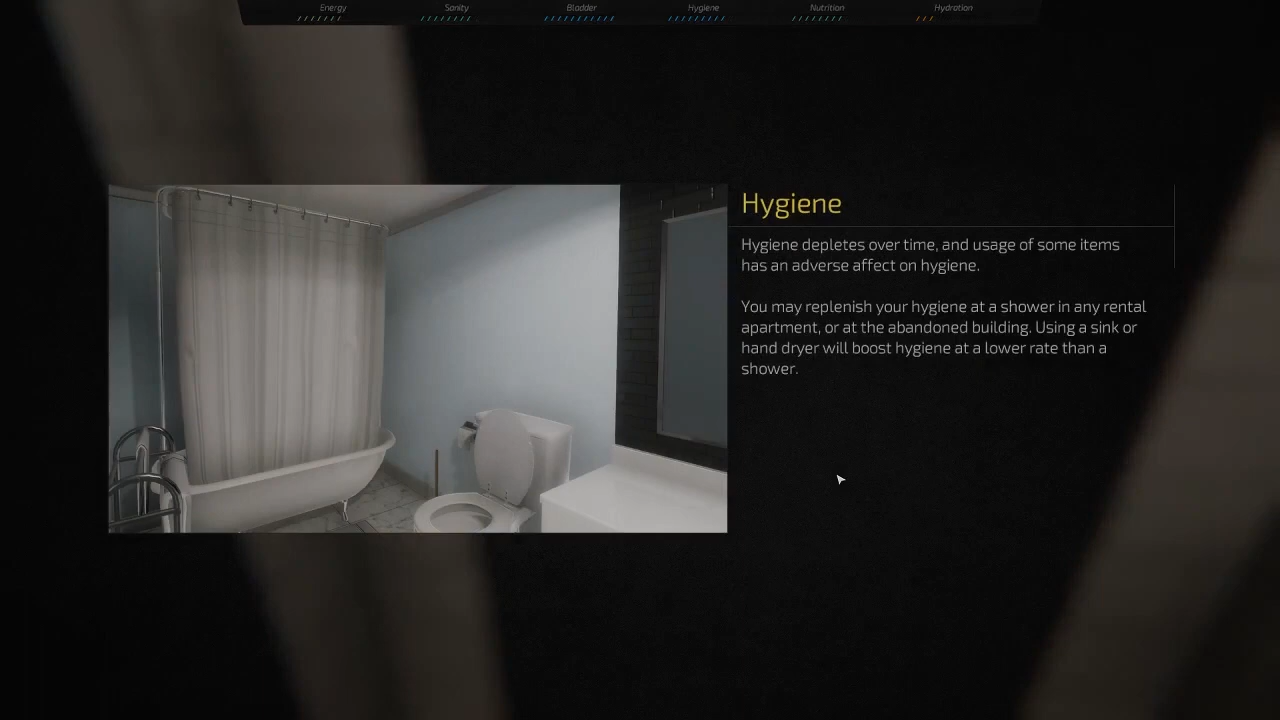 Energy
Sanity
Bladder
Hygiene
Nutrition
Hydration
Hygiene
Hygiene depletes over time, and usage of some items
has an adverse affect on hygiene.
You may replenish your hygiene at a shower in any rental
apartment, or at the abandoned building. Using a sink or
hand dryer will boost hygiene at a lower rate than a
shower.